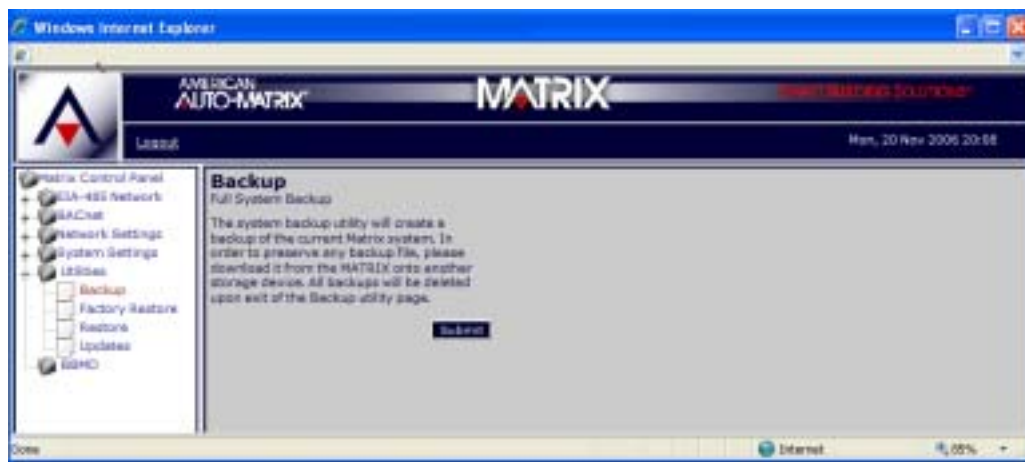 Windows Internet Explorer
AMERICAN
AUTO-MATRIX
MATRIX
Logout
Mon, 20 Nov 2006 20:08
Matrix Control Panel
EIA-485 Network
BACnet
Network Settings
System Settings
Utilities
Backup
Factory Restore
Restore
Updates
BBMD
Backup
Full System Backup
The system backup utility will create a
backup of the current Matrix system. In
order to preserve any backup file, please
download it from the MATRIX onto another
storage device. All backups will be deleted
upon exit of the Backup utility page.
Submit
Done
Internet
85%